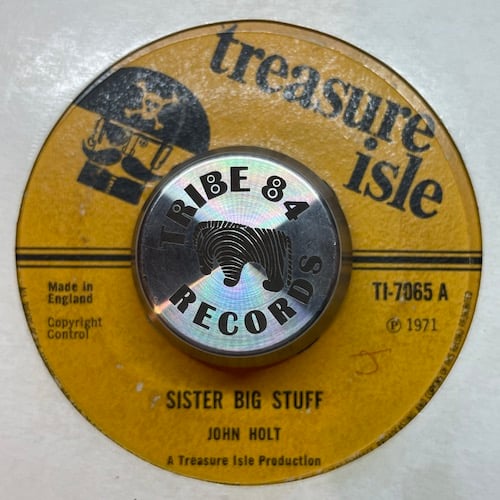 treasure
isle
TRIBE 84
RECORDS
Made in
England
Copyright
Control
TI-7065 A
℗ 1971
SISTER BIG STUFF
JOHN HOLT
A Treasure Isle Production